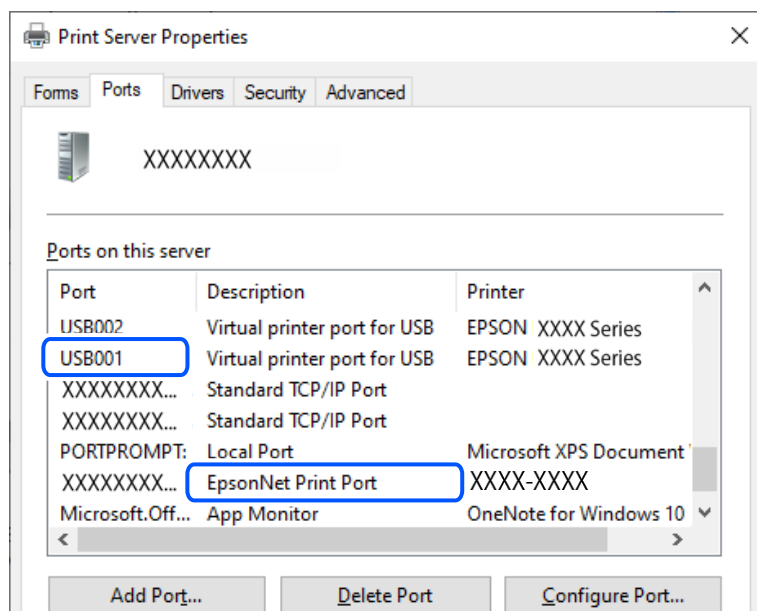 Print Server Properties
Forms Ports Drivers Security Advanced
XXXXXXXX
Ports on this server
Port Description Printer
USB002 Virtual printer port for USB EPSON XXXX Series
USB001 Virtual printer port for USB EPSON XXXX Series
XXXXXXXX... Standard TCP/IP Port
XXXXXXXX... Standard TCP/IP Port
PORTPROMPT: Local Port Microsoft XPS Document
XXXXXXXX... EpsonNet Print Port XXXX-XXXX
Microsoft.Off... App Monitor OneNote for Windows 10
Add Port... Delete Port Configure Port...